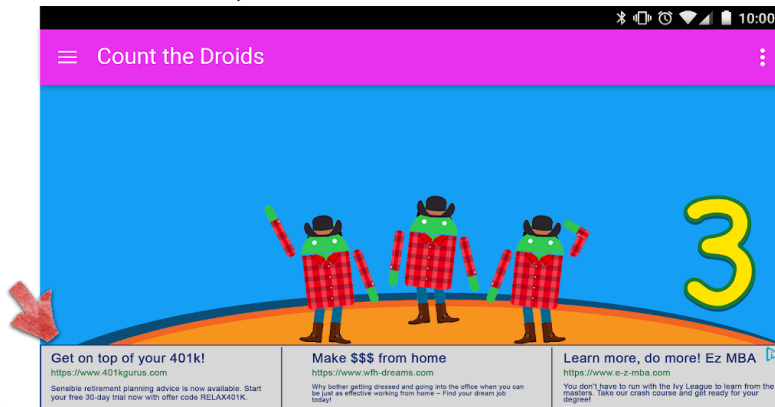 10:00
Count the Droids
3
Get on top of your 401k!
https://www.401kgurus.com
Sensible retirement planning advice is now available. Start
your free 30-day trial now with offer code RELAX401K.
Make $$$ from home
https://www.wfh-dreams.com
Why bother getting dressed and going into the office when you can
be just as effective working from home – Find your dream job
today!
Learn more, do more! Ez MBA
https://www.e-z-mba.com
You don't have to run with the Ivy League to learn from the
masters. Take our crash course and get ready for your
degree!